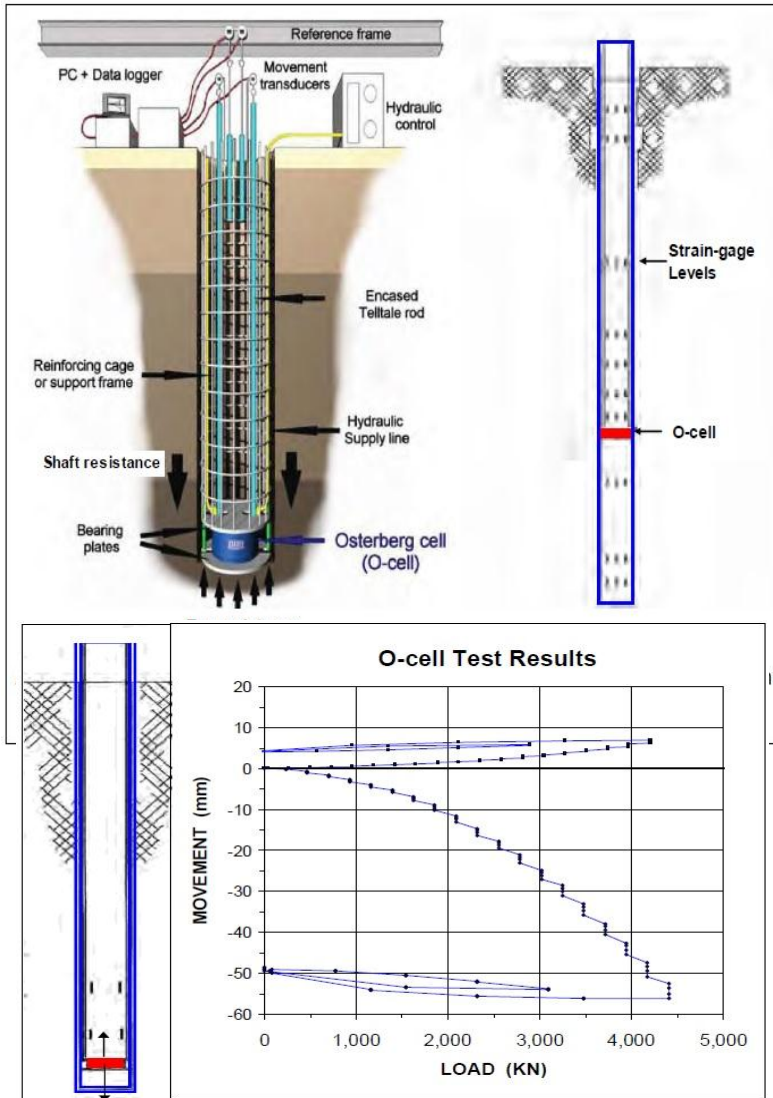 Reference frame
PC + Data logger
Movement
transducers
Hydraulic
control
Encased
Telltale rod
Reinforcing cage
or support frame
Hydraulic
Supply line
Shaft resistance
Bearing
plates
Osterberg cell
(O-cell)
Strain-gage
Levels
O-cell
O-cell Test Results
MOVEMENT (mm)
20
10
0
-10
-20
-30
-40
-50
-60
0 1,000 2,000 3,000 4,000 5,000
LOAD (KN)